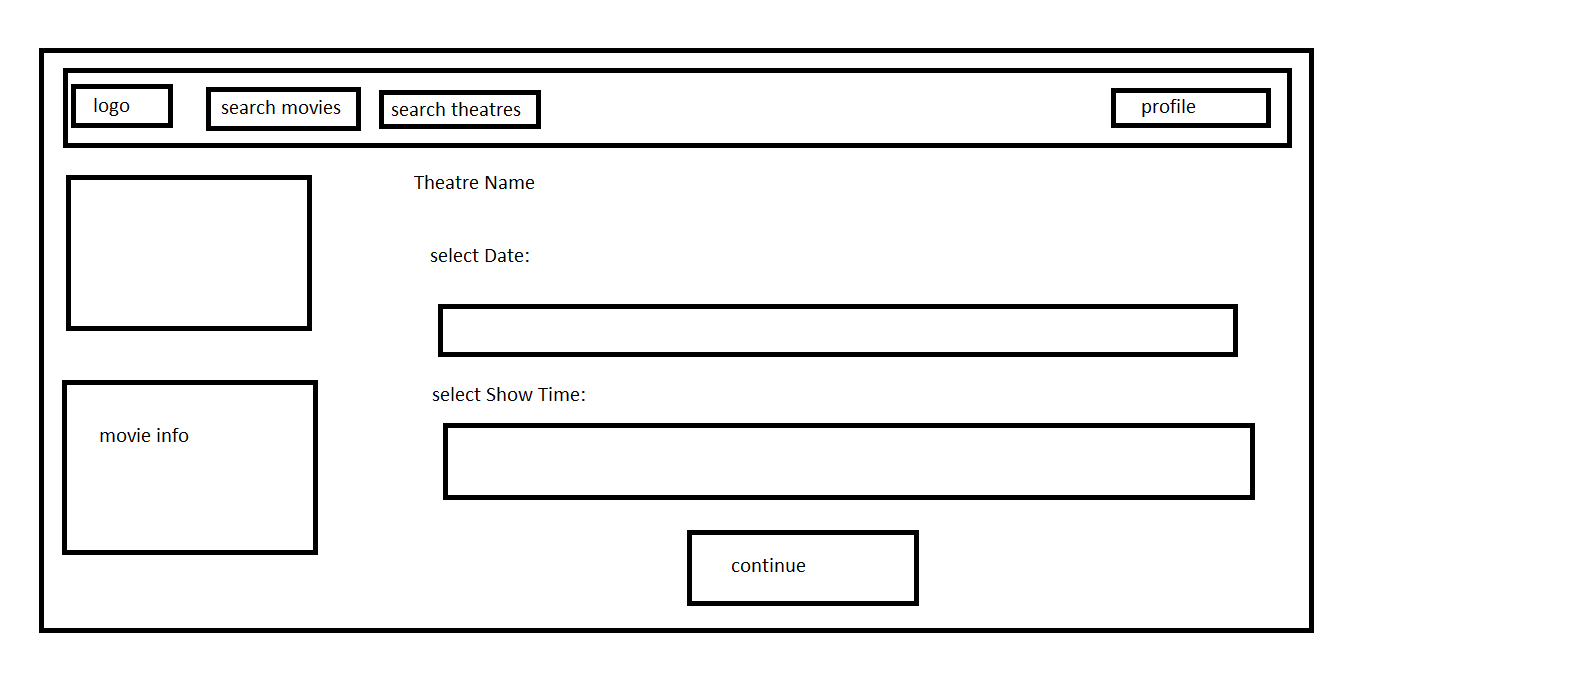 logo
search movies
search theatres
profile
Theatre Name
select Date:
select Show Time:
movie info
continue